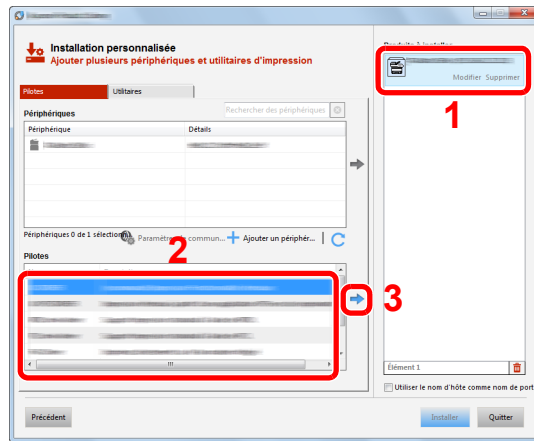 Installation personnalisée
Ajouter plusieurs périphériques et utilitaires d'impression
Produits à installer
Modifier Supprimer
1
Pilotes
Utilitaires
Périphériques
Rechercher des périphériques
Périphérique
Détails
Périphériques 0 de 1
Paramètres
commun...
Ajouter un périphér...
2
Pilotes
3
Élément 1
Utiliser le nom d'hôte comme nom de port
Précédent
Installer
Quitter